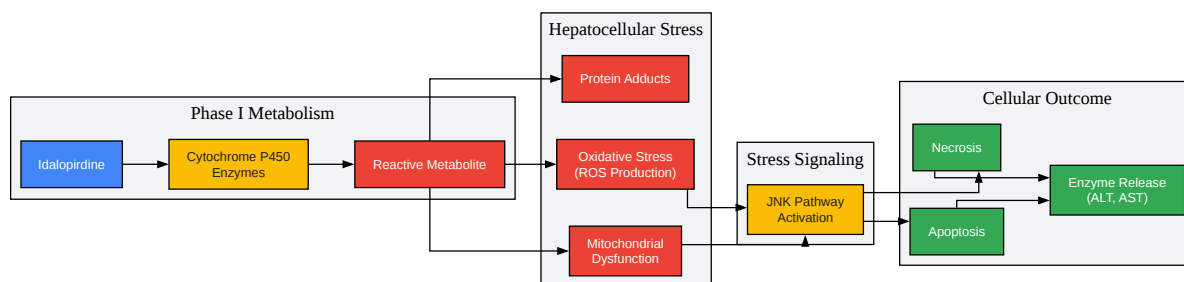 Phase I Metabolism
Idalopirdine
Cytochrome P450
Enzymes
Reactive Metabolite
Hepatocellular Stress
Protein Adducts
Oxidative Stress
(ROS Production)
Mitochondrial
Dysfunction
Stress Signaling
JNK Pathway
Activation
Cellular Outcome
Necrosis
Apoptosis
Enzyme Release
(ALT, AST)